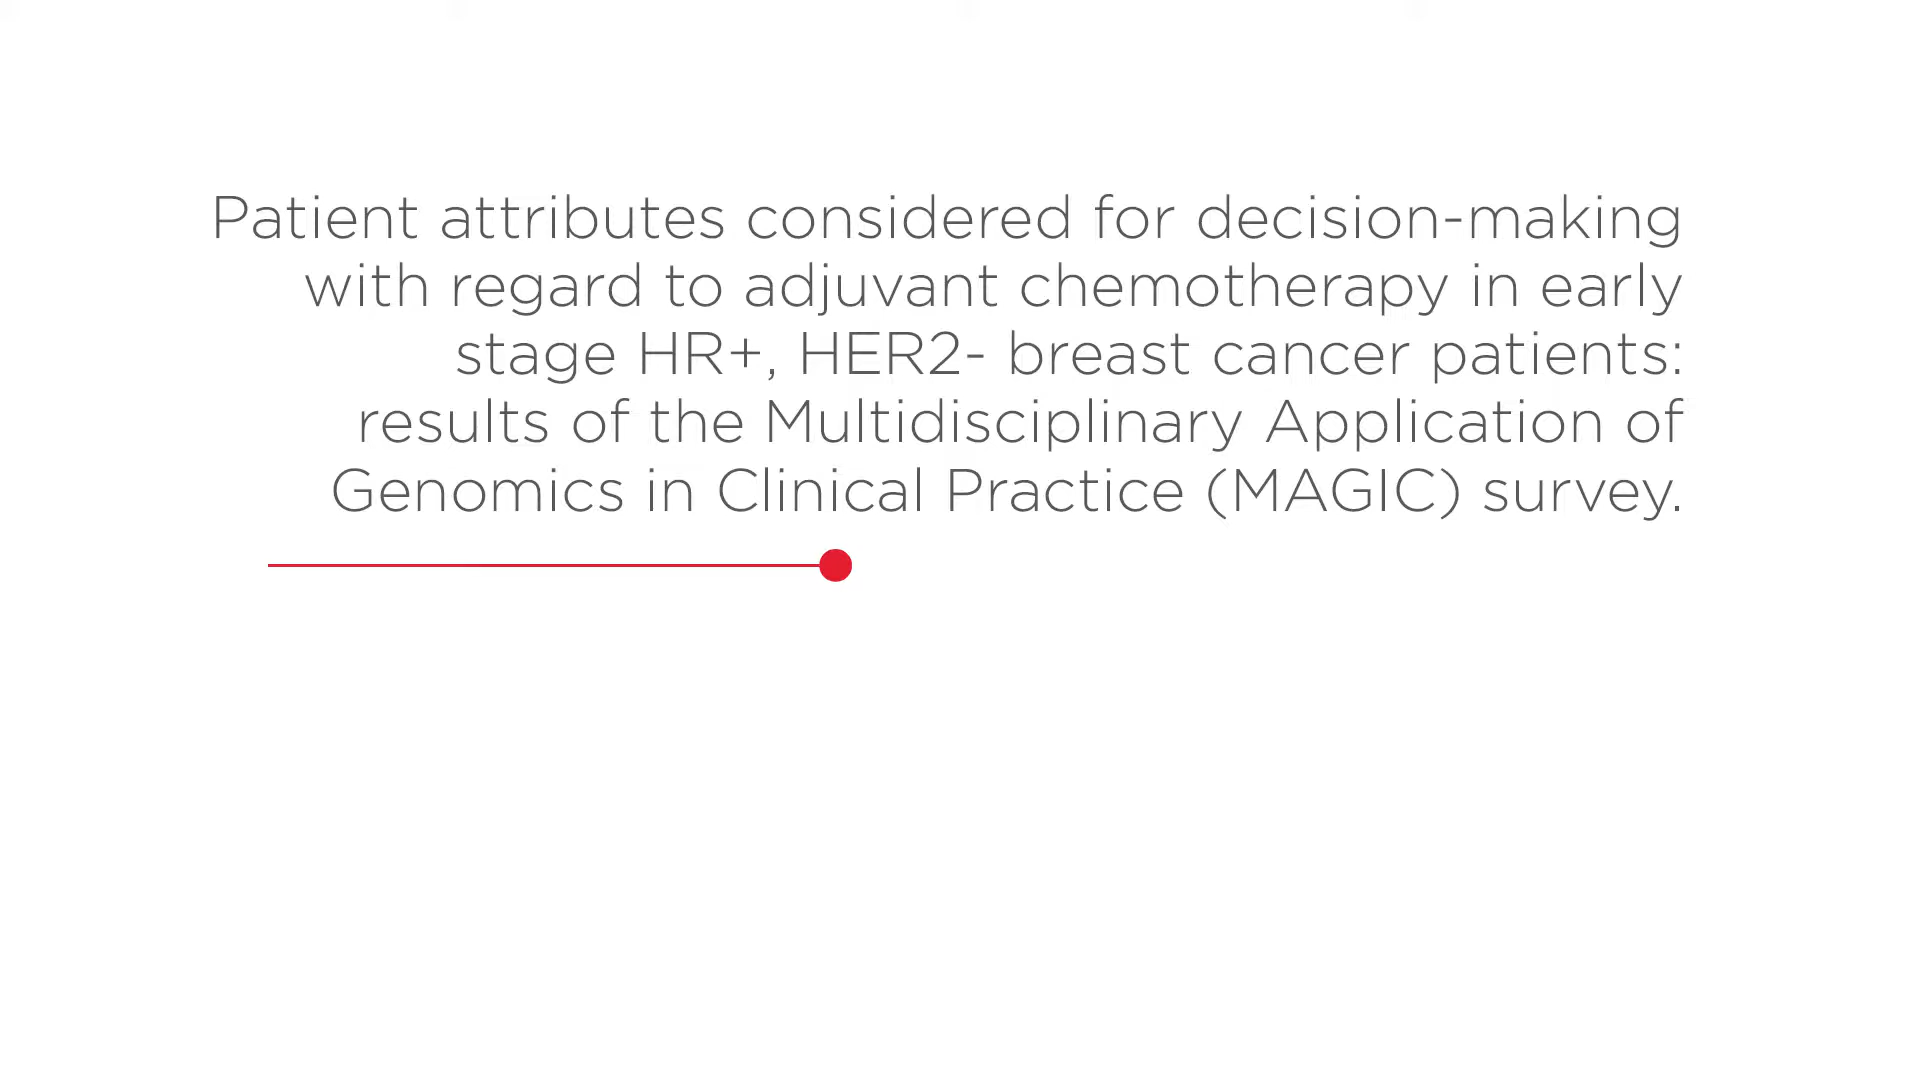 Patient attributes considered for decision-making
with regard to adjuvant chemotherapy in early
stage HR+, HER2- breast cancer patients:
results of the Multidisciplinary Application of
Genomics in Clinical Practice (MAGIC) survey.